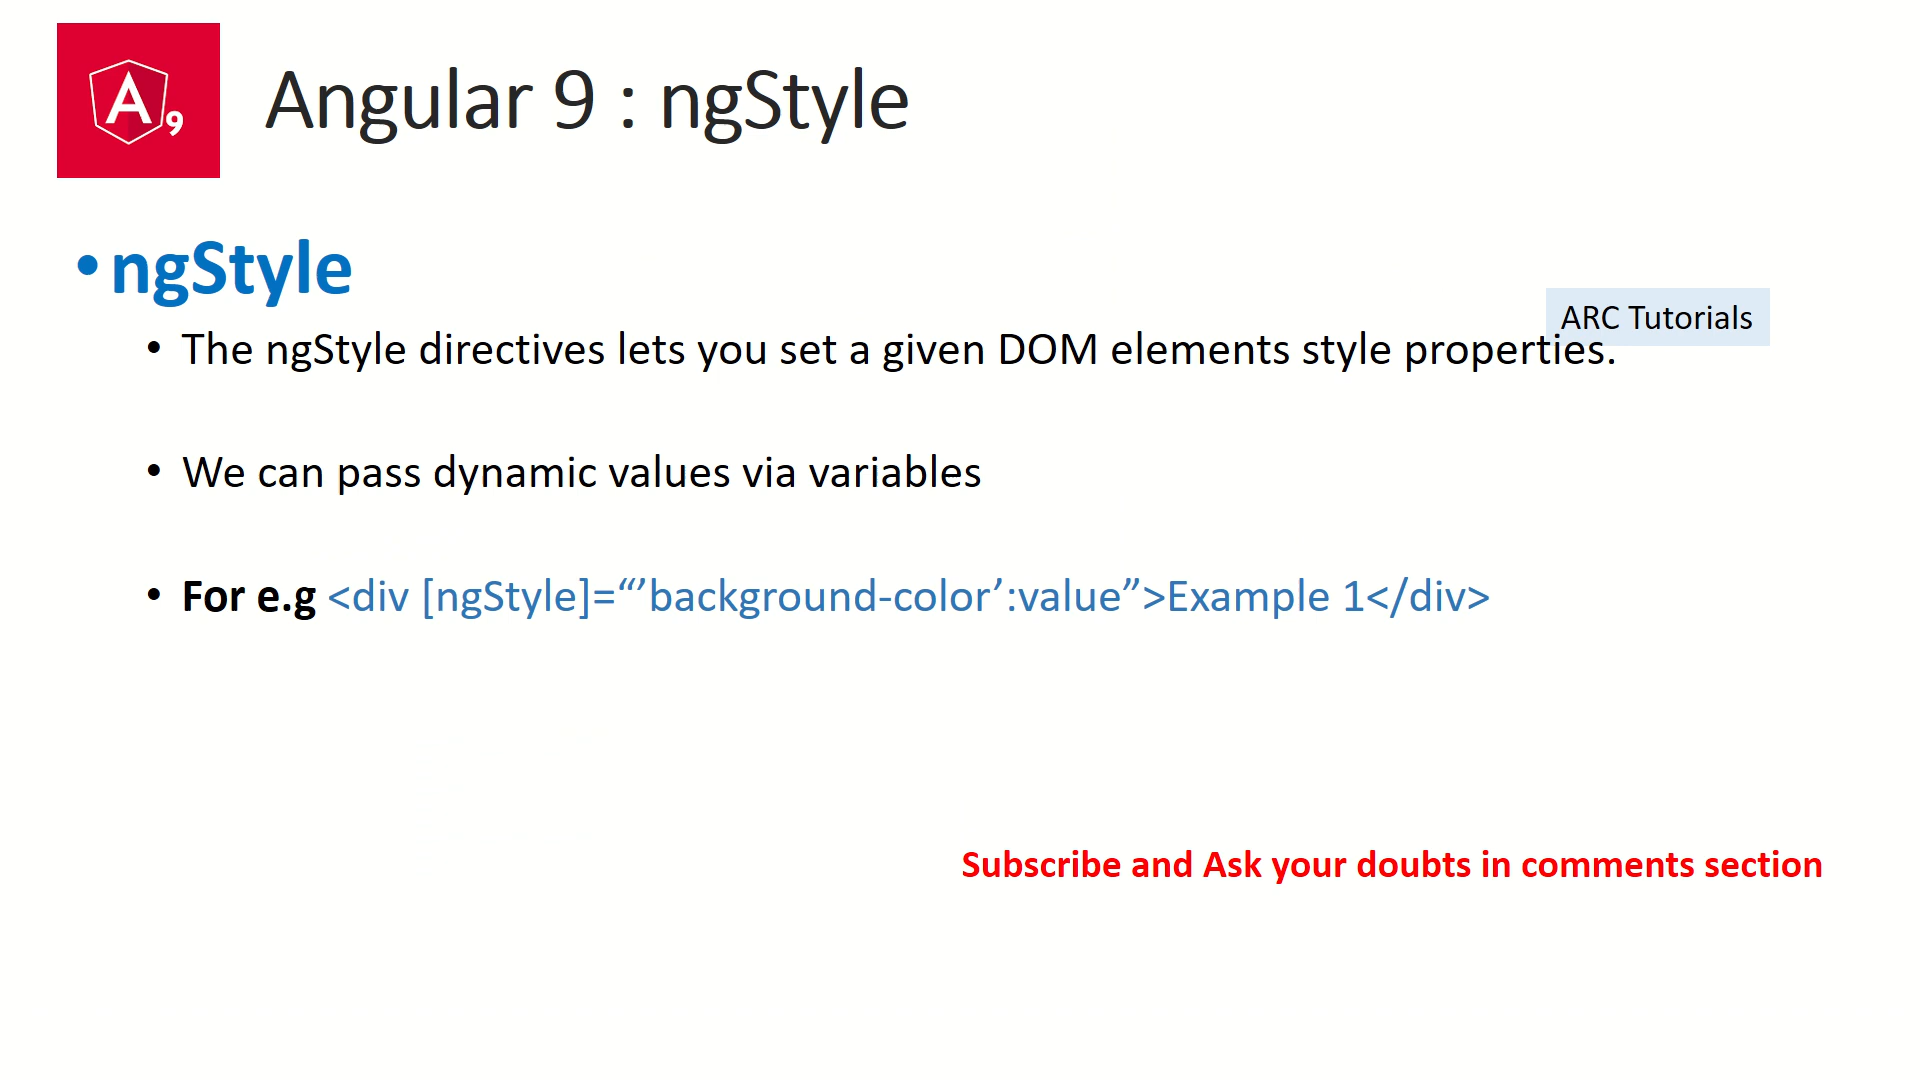 A9
Angular 9 : ngStyle
•ngStyle
ARC Tutorials
• The ngStyle directives lets you set a given DOM elements style properties.
• We can pass dynamic values via variables
• For e.g <div [ngStyle]=“’background-color’:value”>Example 1</div>
Subscribe and Ask your doubts in comments section